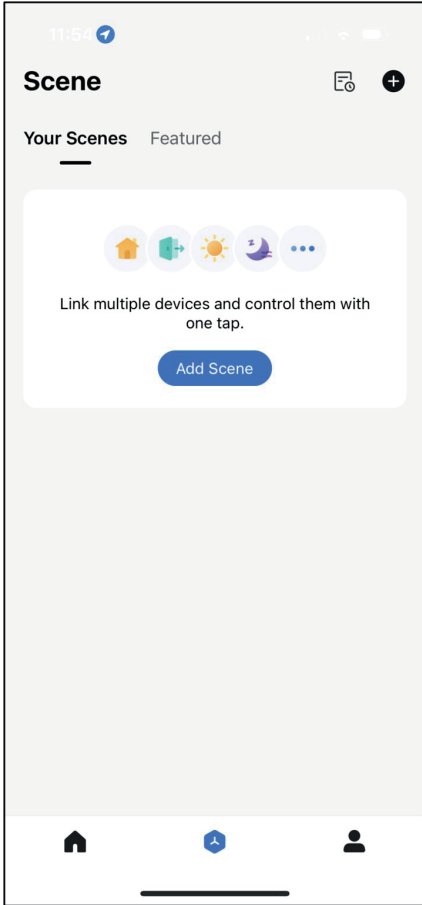 11:54
Scene
Your Scenes Featured
Link multiple devices and control them with
one tap.
Add Scene